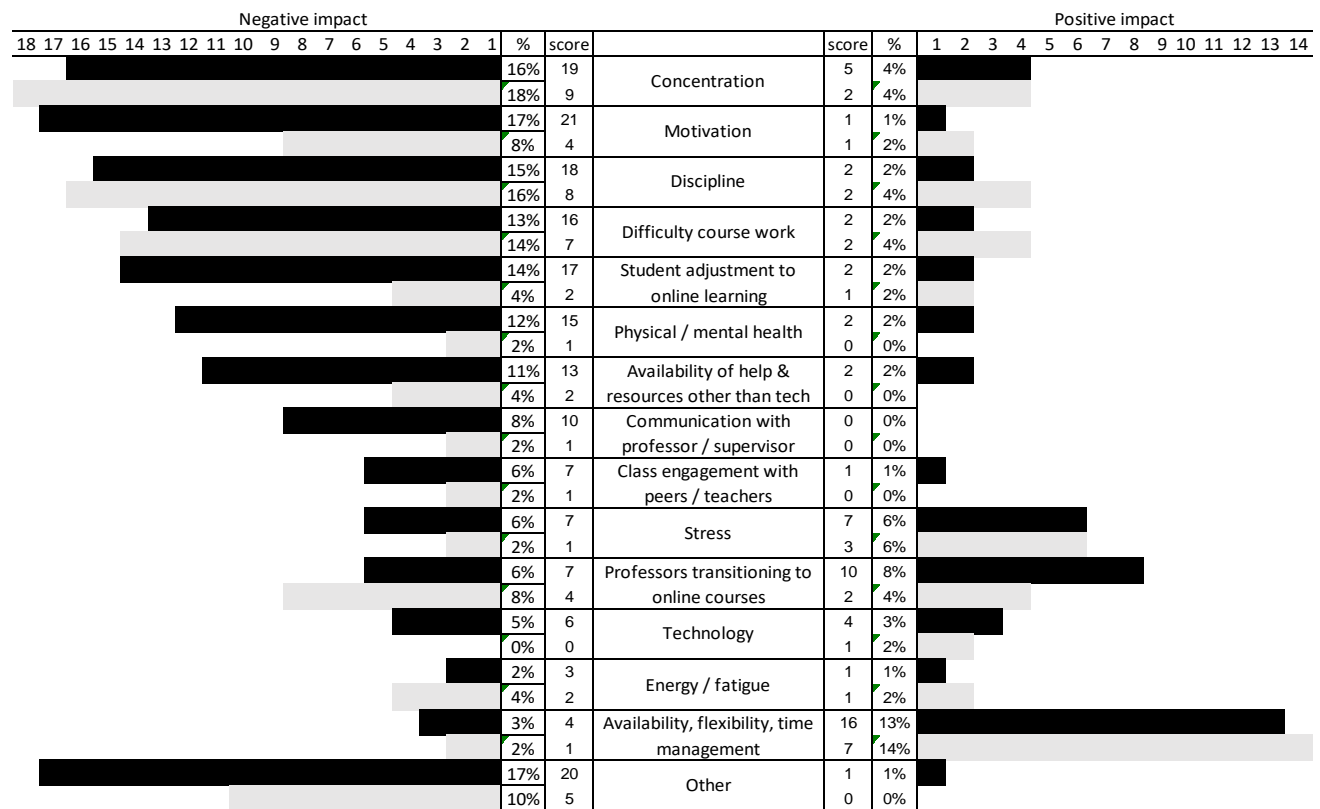 Negative impact Positive impact
18 17 16 15 14 13 12 11 10 9 8 7 6 5 4 3 2 1 % score score % 1 2 3 4 5 6 7 8 9 10 11 12 13 14
16% 19 Concentration 5 4%
18% 9 2 4%
17% 21 Motivation 1 1%
8% 4 1 2%
15% 18 Discipline 2 2%
16% 8 2 4%
13% 16 Difficulty course work 2 2%
14% 7 2 4%
14% 17 Student adjustment to 2 2%
4% 2 online learning 1 2%
12% 15 Physical / mental health 2 2%
2% 1 0 0%
11% 13 Availability of help & 2 2%
4% 2 resources other than tech 0 0%
8% 10 Communication with 0 0%
2% 1 professor / supervisor 0 0%
6% 7 Class engagement with 1 1%
2% 1 peers / teachers 0 0%
6% 7 Stress 7 6%
2% 1 3 6%
6% 7 Professors transitioning to 10 8%
8% 4 online courses 2 4%
5% 6 Technology 4 3%
0% 0 1 2%
2% 3 Energy / fatigue 1 1%
4% 2 1 2%
3% 4 Availability, flexibility, time 16 13%
2% 1 management 7 14%
17% 20 Other 1 1%
10% 5 0 0%